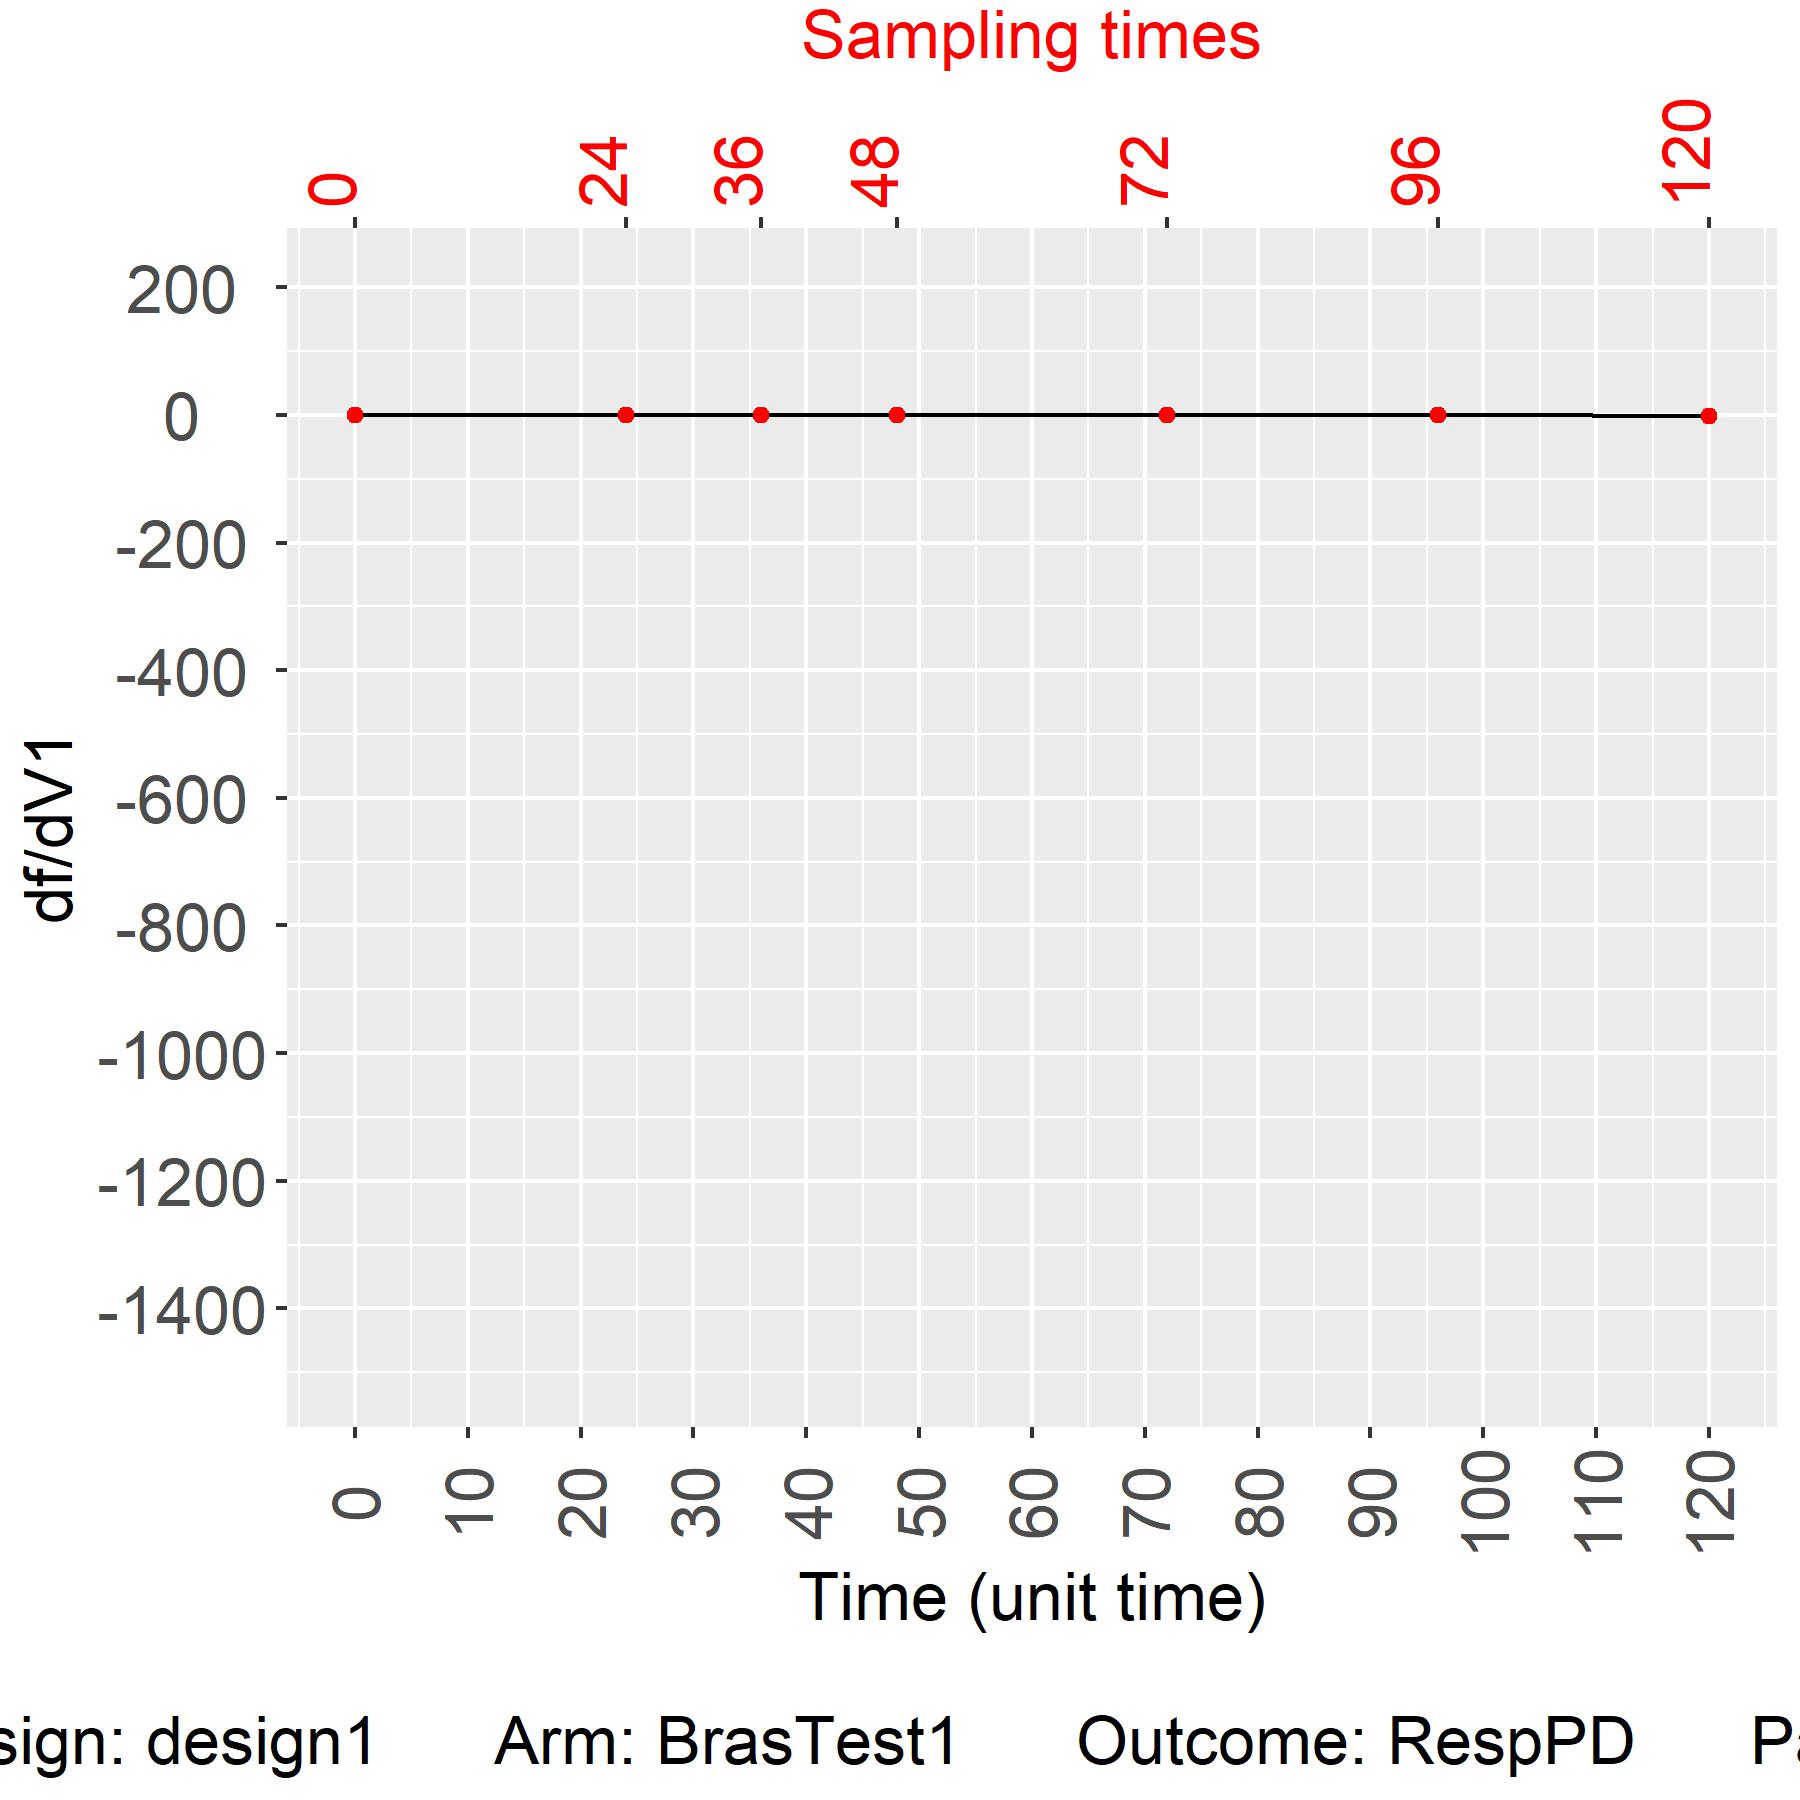 Sampling times
0 24 36 48 72 96 120
200
0
-200
-400
-600
-800
-1000
-1200
-1400
df/dV1
0 10 20 30 40 50 60 70 80 90 100 110 120
Time (unit time)
sign: design1 Arm: BrasTest1 Outcome: RespPD